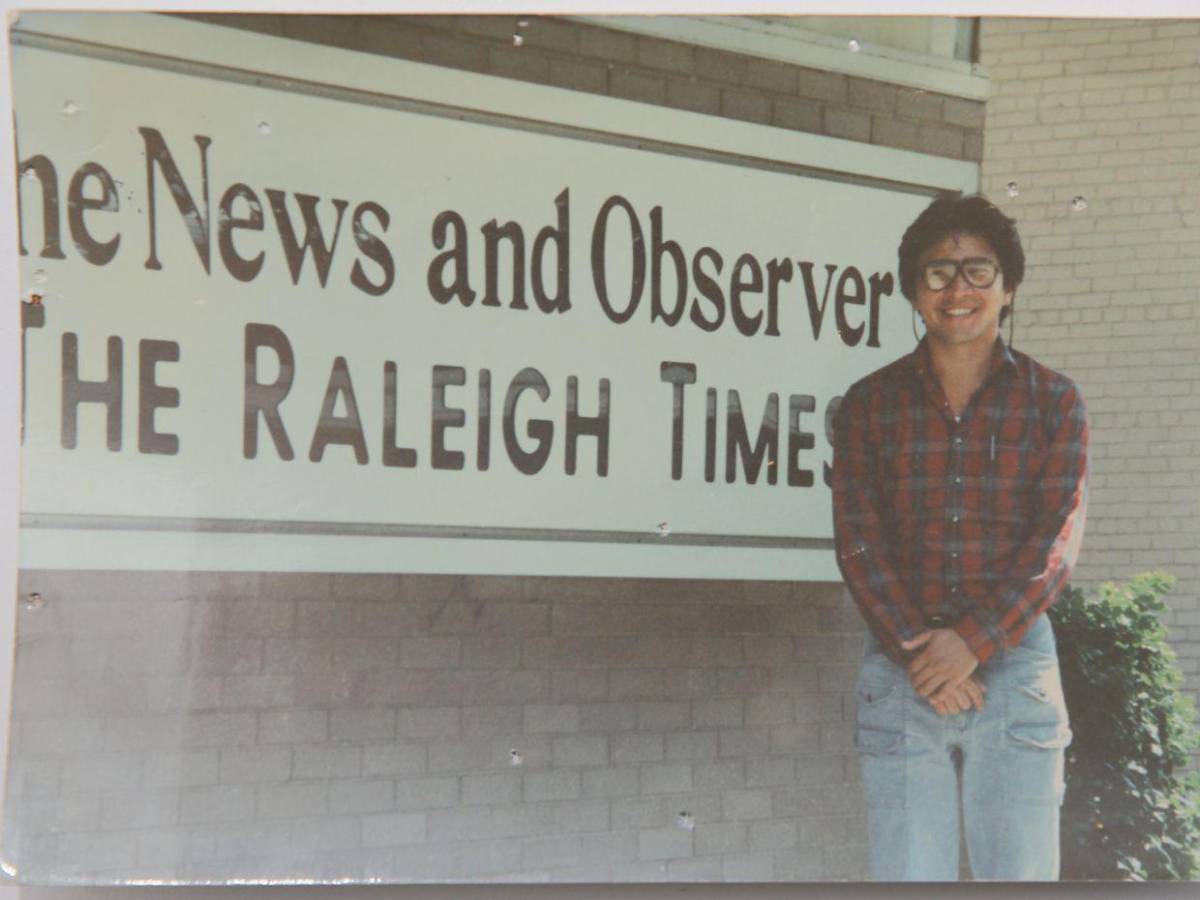 he News and Observer
THE RALEIGH TIMES